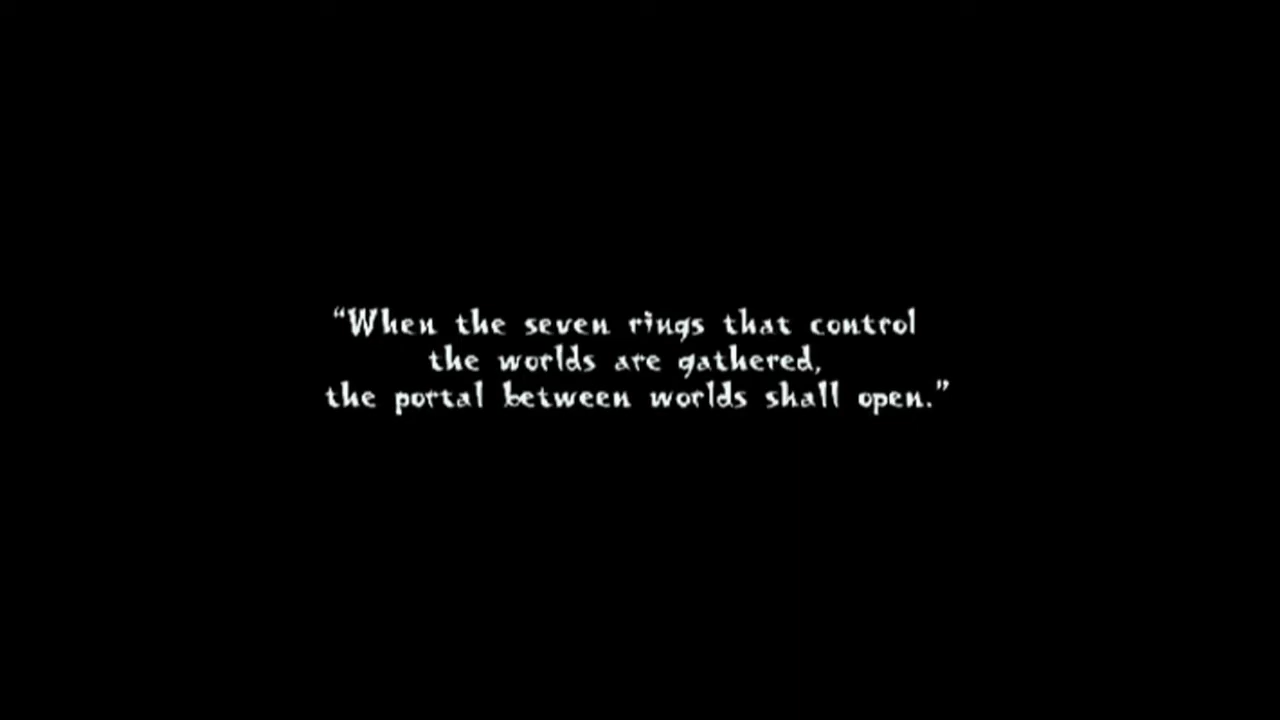 “When the seven rings that control
the worlds are gathered,
the portal between worlds shall open.”